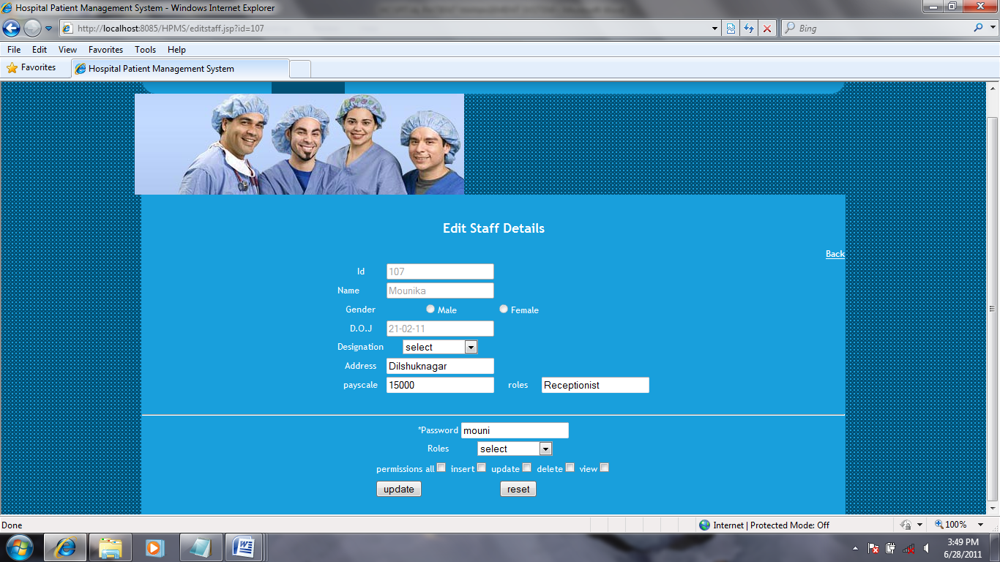 Hospital Patient Management System - Windows Internet Explorer
http://localhost:8085/HPMS/editstaff.jsp?id=107
Bing
File Edit View Favorites Tools Help
Favorites
Hospital Patient Management System
Edit Staff Details
Back
Id 107
Name Mounika
Gender Male Female
D.O.J 21-02-11
Designation select
Address Dilshuknagar
payscale 15000 roles Receptionist
*Password mouni
Roles select
permissions all insert update delete view
update reset
Done Internet | Protected Mode: Off 100%
3:49 PM
6/28/2011